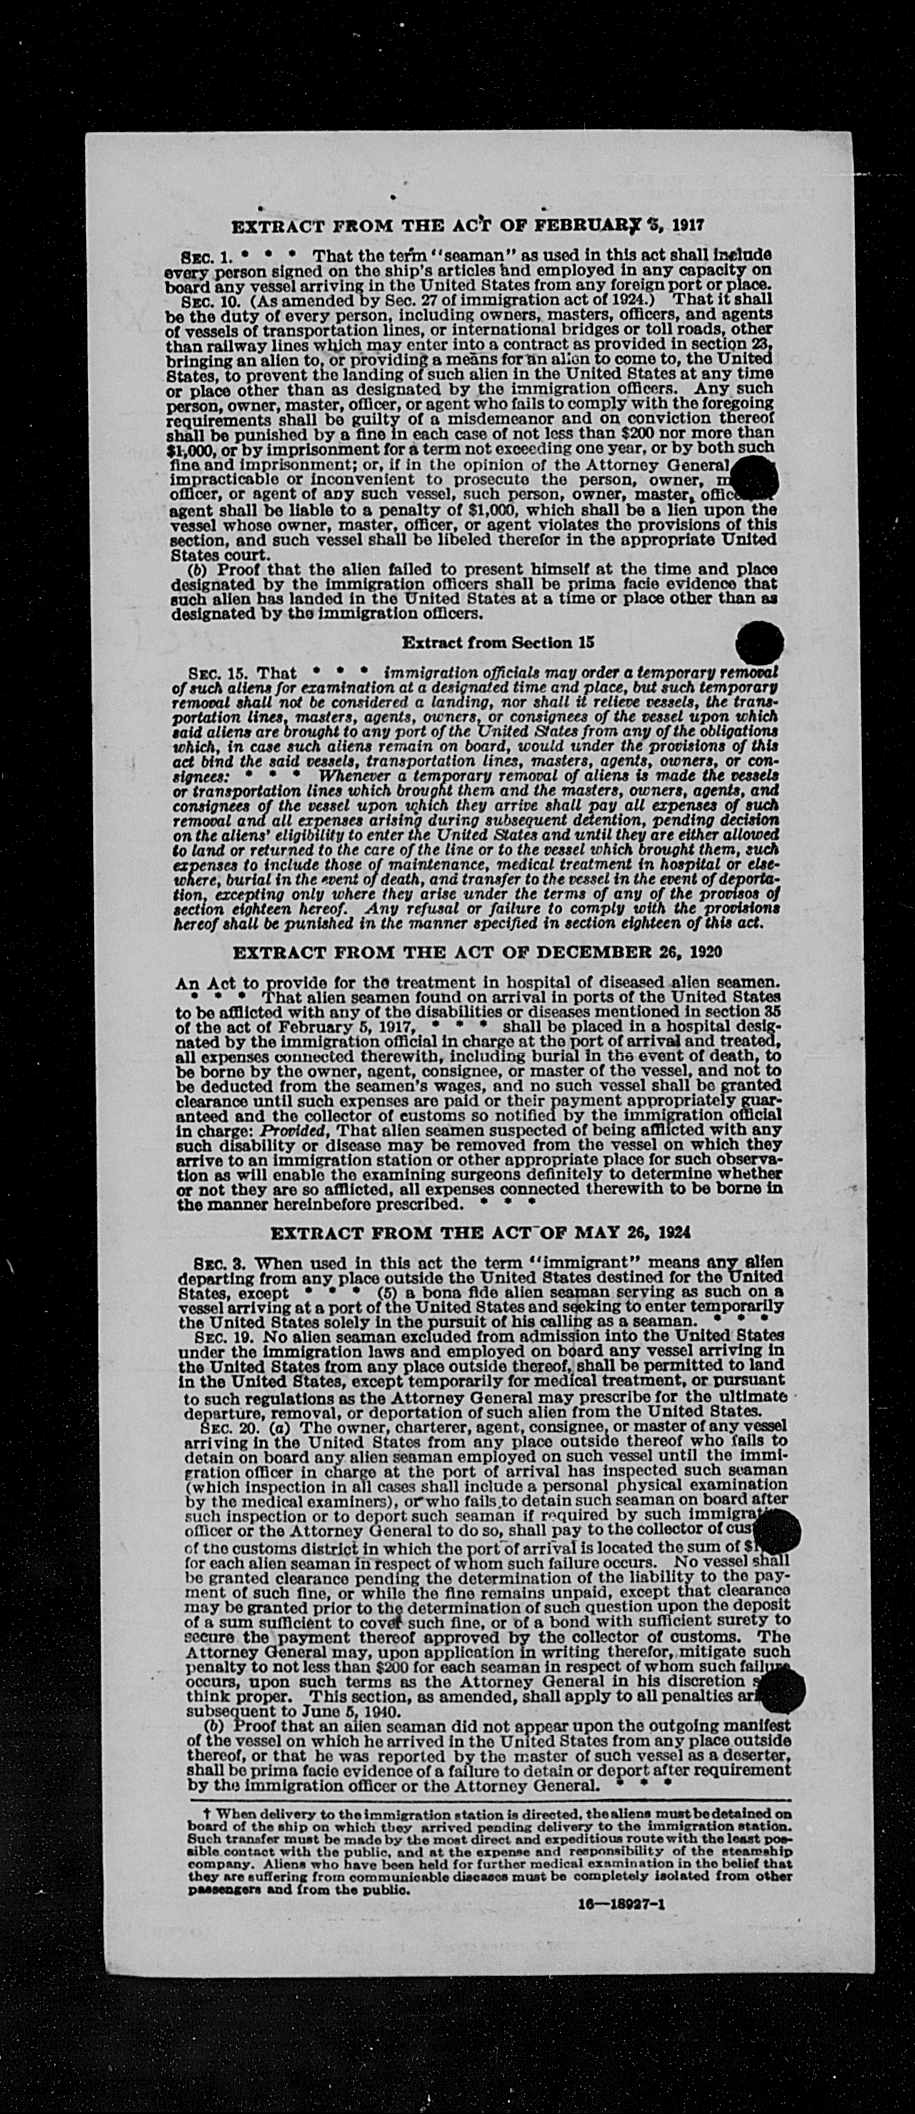 EXTRACT FROM THE ACT OF FEBRUARY 5, 1917
SEC. 1. * * * That the term "seaman" as used in this act shall include
every person signed on the ship's articles and employed in any capacity on
board any vessel arriving in the United States from any foreign port or place.
SEC. 10. (As amended by Sec. 27 of immigration act of 1924.) That it shall
be the duty of every person, including owners, masters, officers, and agents
of vessels of transportation lines, or international bridges or toll roads, other
than railway lines which may enter into a contract as provided in section 23,
bringing an alien to, or providing a means for an alien to come to, the United
States, to prevent the landing of such alien in the United States at any time
or place other than as designated by the immigration officers. Any such
person, owner, master, officer, or agent who fails to comply with the foregoing
requirements shall be guilty of a misdemeanor and on conviction thereof
shall be punished by a fine in each case of not less than $200 nor more than
$1,000, or by imprisonment for a term not exceeding one year, or by both such
fine and imprisonment; or, if in the opinion of the Attorney General,
impracticable or inconvenient to prosecute the person, owner,
officer, or agent of any such vessel, such person, owner, master,
agent shall be liable to a penalty of $1,000, which shall be a lien upon the
vessel whose owner, master, officer, or agent violates the provisions of this
section, and such vessel shall be libeled therefor in the appropriate United
States court.
(b) Proof that the alien failed to present himself at the time and place
designated by the immigration officers shall be prima facie evidence that
such alien has landed in the United States at a time or place other than as
designated by the immigration officers.
Extract from Section 15
SEC. 15. That * * * immigration officials may order a temporary removal
of such aliens for examination at a designated time and place, but such temporary
removal shall not be considered a landing, nor shall it relieve vessels, the trans-
portation lines, masters, agents, owners, or consignees of the vessel upon which
said aliens are brought to any port of the United States from any of the obligations
which, in case such aliens remain on board, would under the provisions of this
act bind the said vessels, transportation lines, masters, agents, owners, or con-
signees: * * * Whenever a temporary removal of aliens is made the vessels
or transportation lines which brought them and the masters, owners, agents, and
consignees of the vessel upon which they arrive shall pay all expenses of such
removal and all expenses arising during subsequent detention, pending decision
on the aliens' eligibility to enter the United States and until they are either allowed
to land or returned to the care of the line or to the vessel which brought them, such
expenses to include those of maintenance, medical treatment in hospital or else-
where, burial in the event of death, and transfer to the vessel in the event of deporta-
tion, excepting only where they arise under the terms of any of the provisos of
section eighteen hereof. Any refusal or failure to comply with the provisions
hereof shall be punished in the manner specified in section eighteen of this act.
EXTRACT FROM THE ACT OF DECEMBER 26, 1920
An Act to provide for the treatment in hospital of diseased alien seamen.
* * * That alien seamen found on arrival in ports of the United States
to be afflicted with any of the disabilities or diseases mentioned in section 35
of the act of February 5, 1917, * * * shall be placed in a hospital desig-
nated by the immigration official in charge at the port of arrival and treated,
all expenses connected therewith, including burial in the event of death, to
be borne by the owner, agent, consignee, or master of the vessel, and not to
be deducted from the seamen's wages, and no such vessel shall be granted
clearance until such expenses are paid or their payment appropriately guar-
anteed and the collector of customs so notified by the immigration official
in charge: Provided, That alien seamen suspected of being afflicted with any
such disability or disease may be removed from the vessel on which they
arrive to an immigration station or other appropriate place for such observa-
tion as will enable the examining surgeons definitely to determine whether
or not they are so afflicted, all expenses connected therewith to be borne in
the manner hereinbefore prescribed. * * *
EXTRACT FROM THE ACT OF MAY 26, 1924
SEC. 3. When used in this act the term "immigrant" means any alien
departing from any place outside the United States destined for the United
States, except * * * (5) a bona fide alien seaman serving as such on a
vessel arriving at a port of the United States and seeking to enter temporarily
the United States solely in the pursuit of his calling as a seaman. * * *
SEC. 19. No alien seaman excluded from admission into the United States
under the immigration laws and employed on board any vessel arriving in
the United States from any place outside thereof, shall be permitted to land
in the United States, except temporarily for medical treatment, or pursuant
to such regulations as the Attorney General may prescribe for the ultimate
departure, removal, or deportation of such alien from the United States.
SEC. 20. (a) The owner, charterer, agent, consignee, or master of any vessel
arriving in the United States from any place outside thereof who fails to
detain on board any alien seaman employed on such vessel until the immi-
gration officer in charge at the port of arrival has inspected such seaman
(which inspection in all cases shall include a personal physical examination
by the medical examiners), or who fails to detain such seaman on board after
such inspection or to deport such seaman if required by such immigration
officer or the Attorney General to do so, shall pay to the collector of
of the customs district in which the port of arrival is located the sum of
for each alien seaman in respect of whom such failure occurs. No vessel shall
be granted clearance pending the determination of the liability to the pay-
ment of such fine, or while the fine remains unpaid, except that clearance
may be granted prior to the determination of such question upon the deposit
of a sum sufficient to cover such fine, or of a bond with sufficient surety to
secure the payment thereof approved by the collector of customs. The
Attorney General may, upon application in writing therefor, mitigate such
penalty to not less than $200 for each seaman in respect of whom such failure
occurs, upon such terms as the Attorney General in his discretion
think proper. This section, as amended, shall apply to all penalties
subsequent to June 5, 1940.
(b) Proof that an alien seaman did not appear upon the outgoing manifest
of the vessel on which he arrived in the United States from any place outside
thereof, or that he was reported by the master of such vessel as a deserter,
shall be prima facie evidence of a failure to detain or deport after requirement
by the immigration officer or the Attorney General. * * *
† When delivery to the immigration station is directed, the aliens must be detained on
board of the ship on which they arrived pending delivery to the immigration station.
Such transfer must be made by the most direct and expeditious route with the least pos-
sible contact with the public, and at the expense and responsibility of the steamship
company. Aliens who have been held for further medical examination in the belief that
they are suffering from communicable diseases must be completely isolated from other
passengers and from the public.
16—18927-1